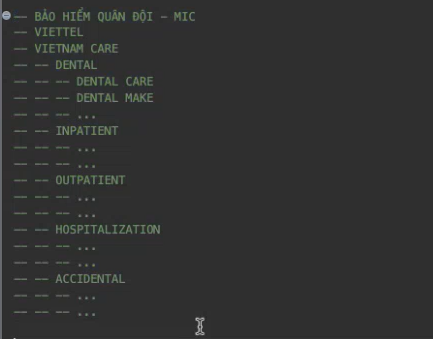 -- BẢO HIỂM QUÂN ĐỘI - MIC
-- VIETTEL
-- VIETNAM CARE
-- -- DENTAL
-- -- -- DENTAL CARE
-- -- -- DENTAL MAKE
-- -- -- ...
-- -- INPATIENT
-- -- -- ...
-- -- -- ...
-- -- OUTPATIENT
-- -- -- ...
-- -- -- ...
-- -- HOSPITALIZATION
-- -- -- ...
-- -- -- ...
-- -- ACCIDENTAL
-- -- -- ...
-- -- -- ...